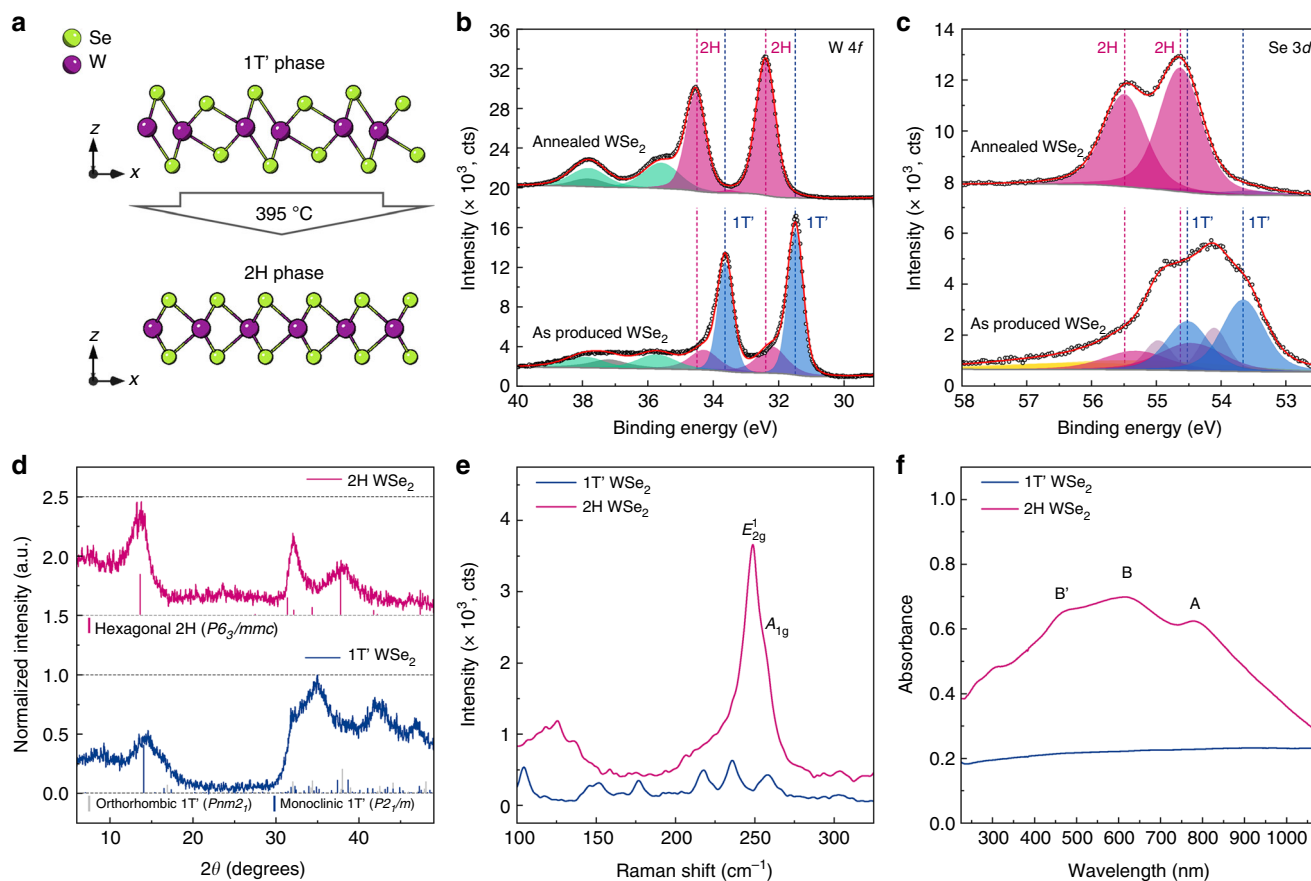 a
Se
W
1T’ phase
z
x
395 °C
2H phase
z
x
b
W 4f
2H
2H
Annealed WSe2
1T’
1T’
As produced WSe2
Intensity (× 10³, cts)
36
32
28
24
20
16
12
8
4
0
40
38
36
34
32
30
Binding energy (eV)
c
Se 3d
2H
2H
Annealed WSe2
1T’
1T’
As produced WSe2
Intensity (× 10³, cts)
14
12
10
8
6
4
2
0
58
57
56
55
54
53
Binding energy (eV)
d
2H WSe2
Hexagonal 2H (P63/mmc)
1T’ WSe2
Orthorhombic 1T’ (Pnm21)
Monoclinic 1T’ (P21/m)
Normalized intensity (a.u.)
2.5
2.0
1.5
1.0
0.5
0.0
10
20
30
40
2θ (degrees)
e
1T’ WSe2
2H WSe2
E¹2g
A1g
Intensity (× 10³, cts)
4
3
2
1
0
100
150
200
250
300
Raman shift (cm⁻¹)
f
1T’ WSe2
2H WSe2
B’
B
A
Absorbance
1.0
0.8
0.6
0.4
0.2
0.0
300
400
500
600
700
800
900
1000
Wavelength (nm)